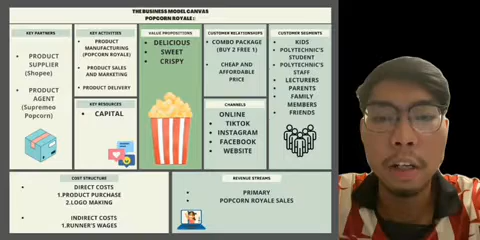 THE BUSINESS MODEL CANVAS
POPCORN ROYALE
KEY PARTNERS
PRODUCT
SUPPLIER
(Shopee)
PRODUCT
AGENT
(Supremeo
Popcorn)
KEY ACTIVITIES
PRODUCT
MANUFACTURING
(POPCORN ROYALE)
PRODUCT SALES
AND MARKETING
PRODUCT DELIVERY
KEY RESOURCES
CAPITAL
VALUE PROPOSITIONS
DELICIOUS
SWEET
CRISPY
CUSTOMER RELATIONSHIPS
COMBO PACKAGE
(BUY 2 FREE 1)
CHEAP AND
AFFORDABLE
PRICE
CHANNELS
ONLINE
TIKTOK
INSTAGRAM
FACEBOOK
WEBSITE
CUSTOMER SEGMENTS
KIDS
POLYTECHNIC'S
STUDENT
POLYTECHNIC'S
STAFF
LECTURERS
PARENTS
FAMILY
MEMBERS
FRIENDS
COST STRUCTURE
DIRECT COSTS
1.PRODUCT PURCHASE
2.LOGO MAKING
INDIRECT COSTS
1.RUNNER'S WAGES
REVENUE STREAMS
PRIMARY
POPCORN ROYALE SALES